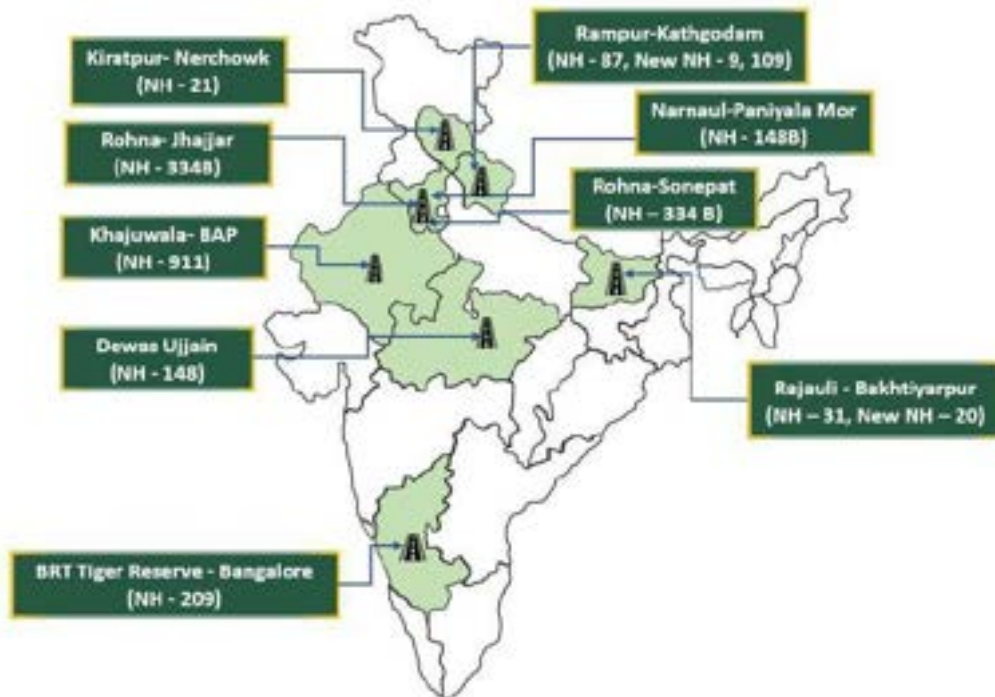 Kiratpur- Nerchowk
(NH - 21)
Rampur-Kathgodam
(NH - 87, New NH - 9, 109)
Rohna- Jhajjar
(NH - 334B)
Narnaul-Paniyala Mor
(NH - 148B)
Rohna-Sonepat
(NH – 334 B)
Khajuwala- BAP
(NH - 911)
Dewas Ujjain
(NH - 148)
Rajauli - Bakhtiyarpur
(NH – 31, New NH – 20)
BRT Tiger Reserve - Bangalore
(NH - 209)